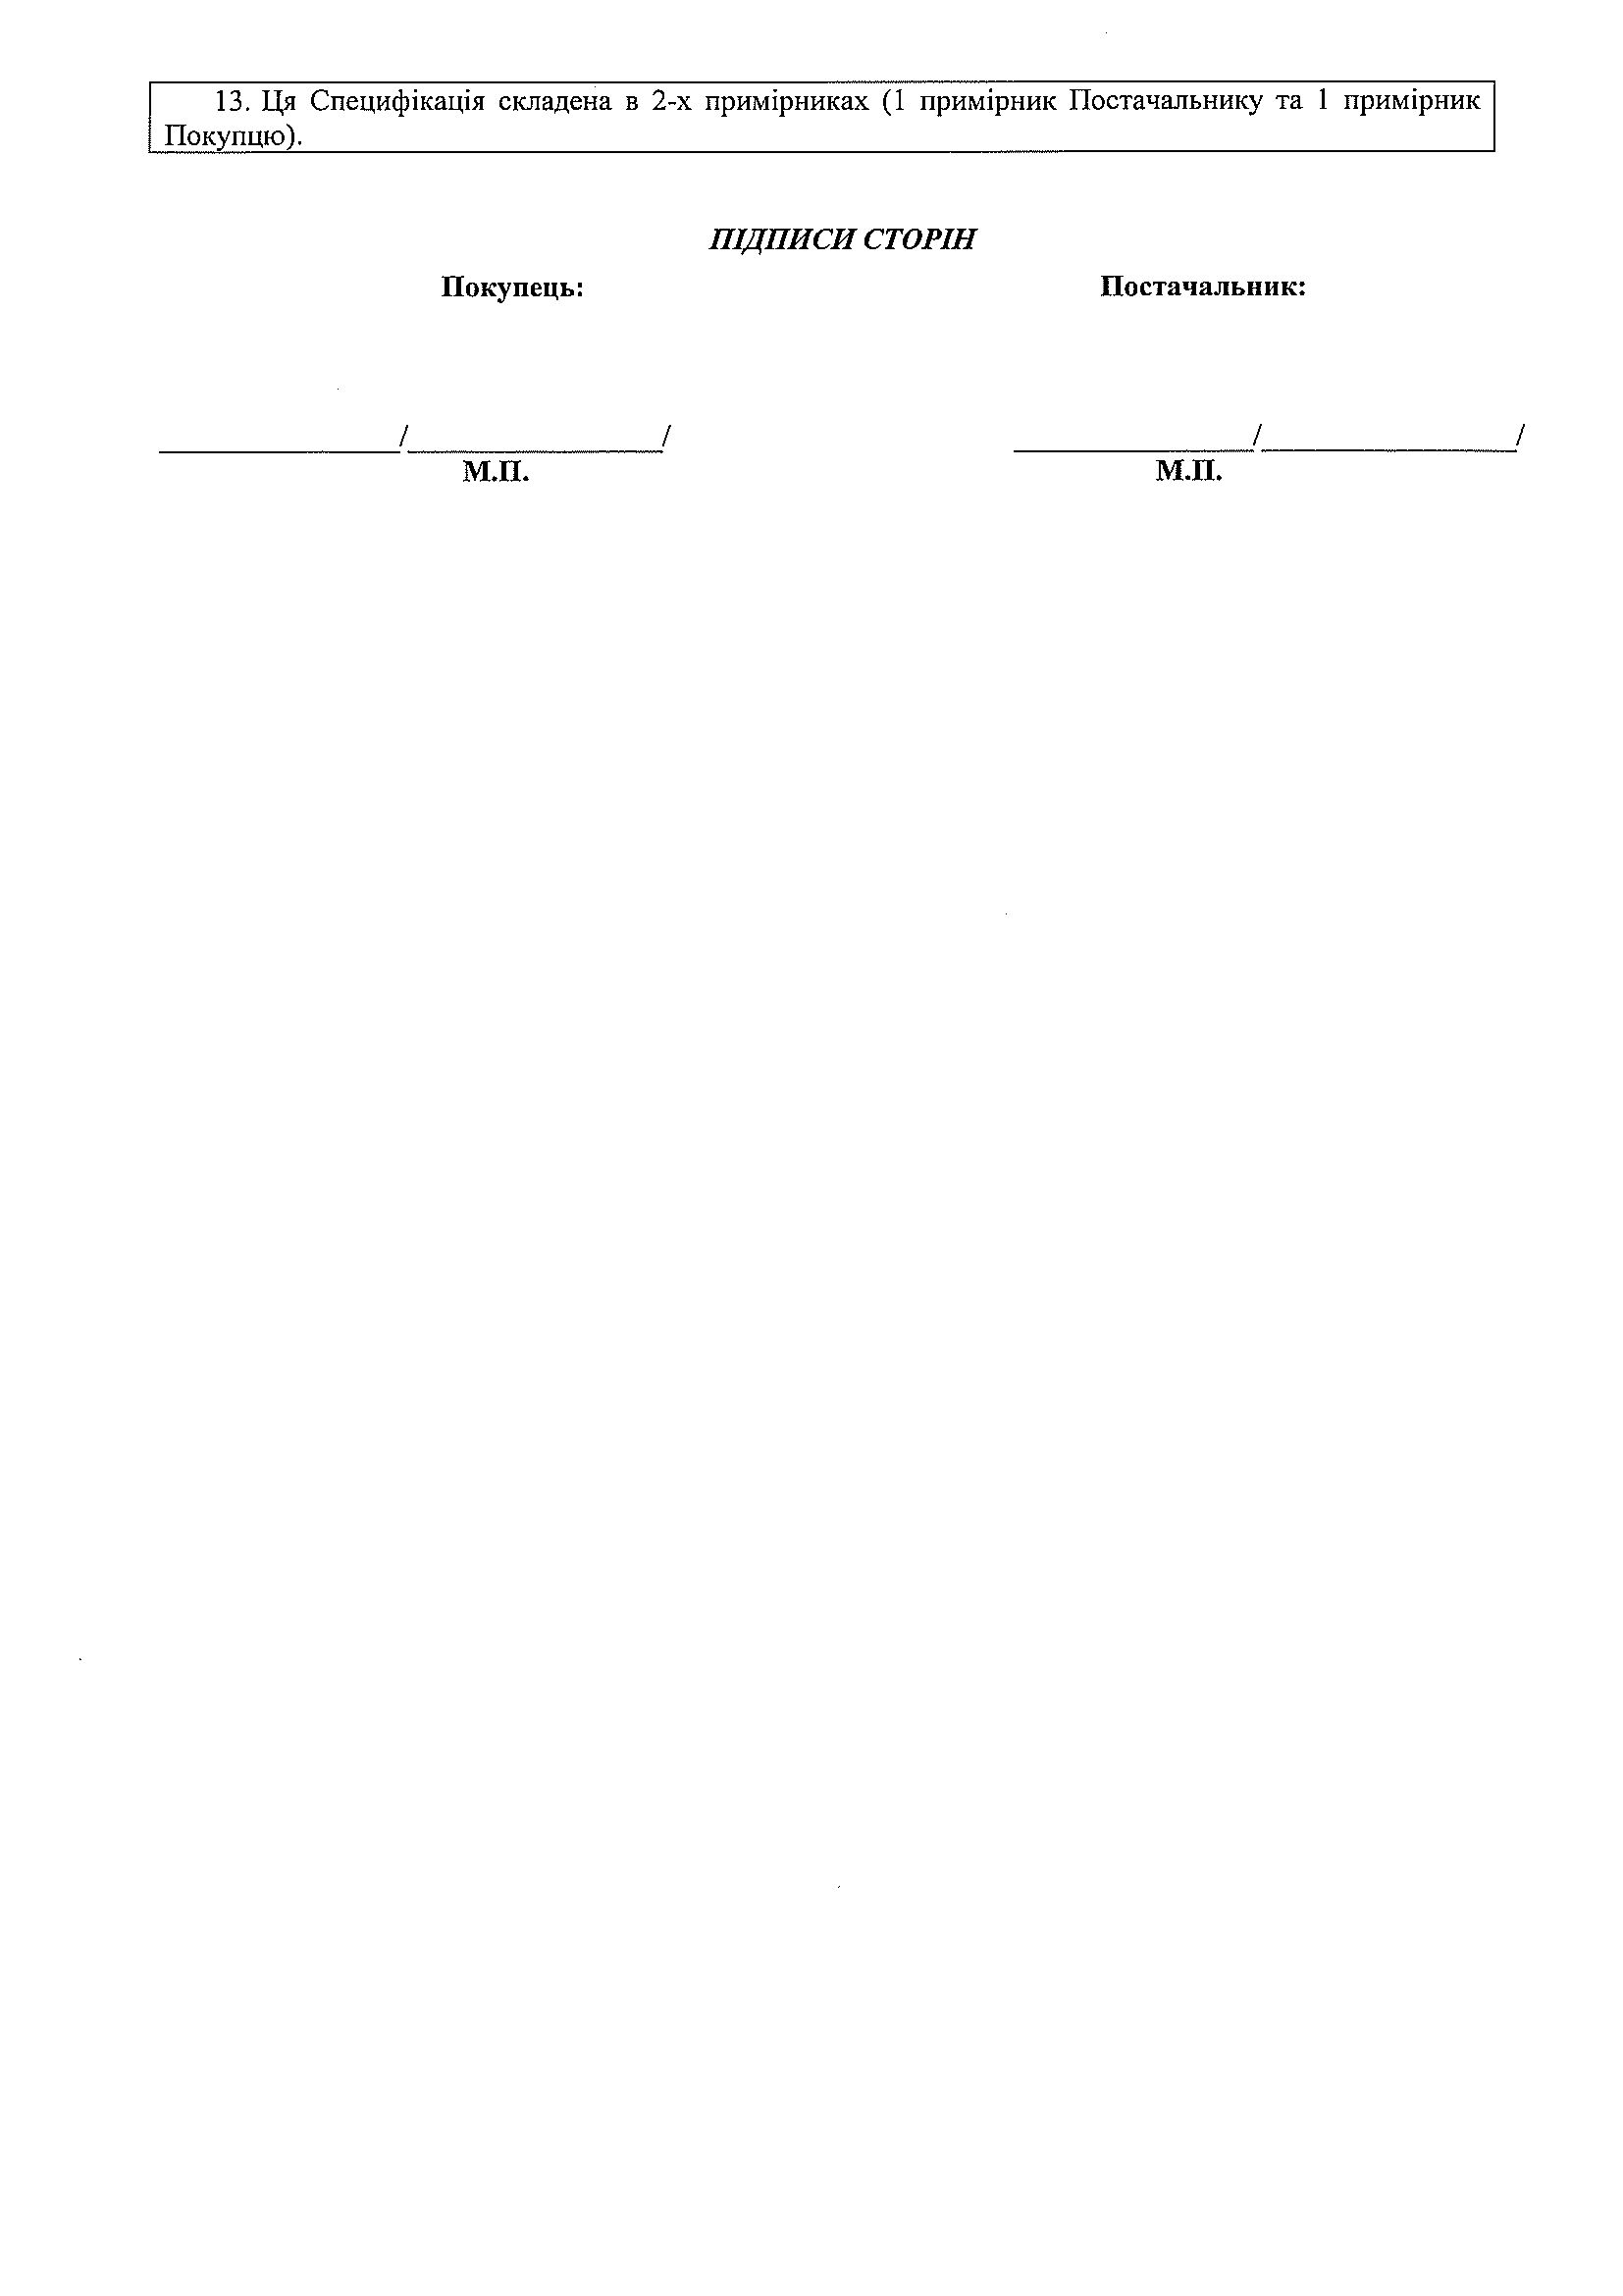 13. Ця Специфікація складена в 2-х примірниках (1 примірник Постачальнику та 1 примірник
Покупцю).
ПІДПИСИ СТОРІН
Покупець: Постачальник:
/ / / /
М.П. М.П.